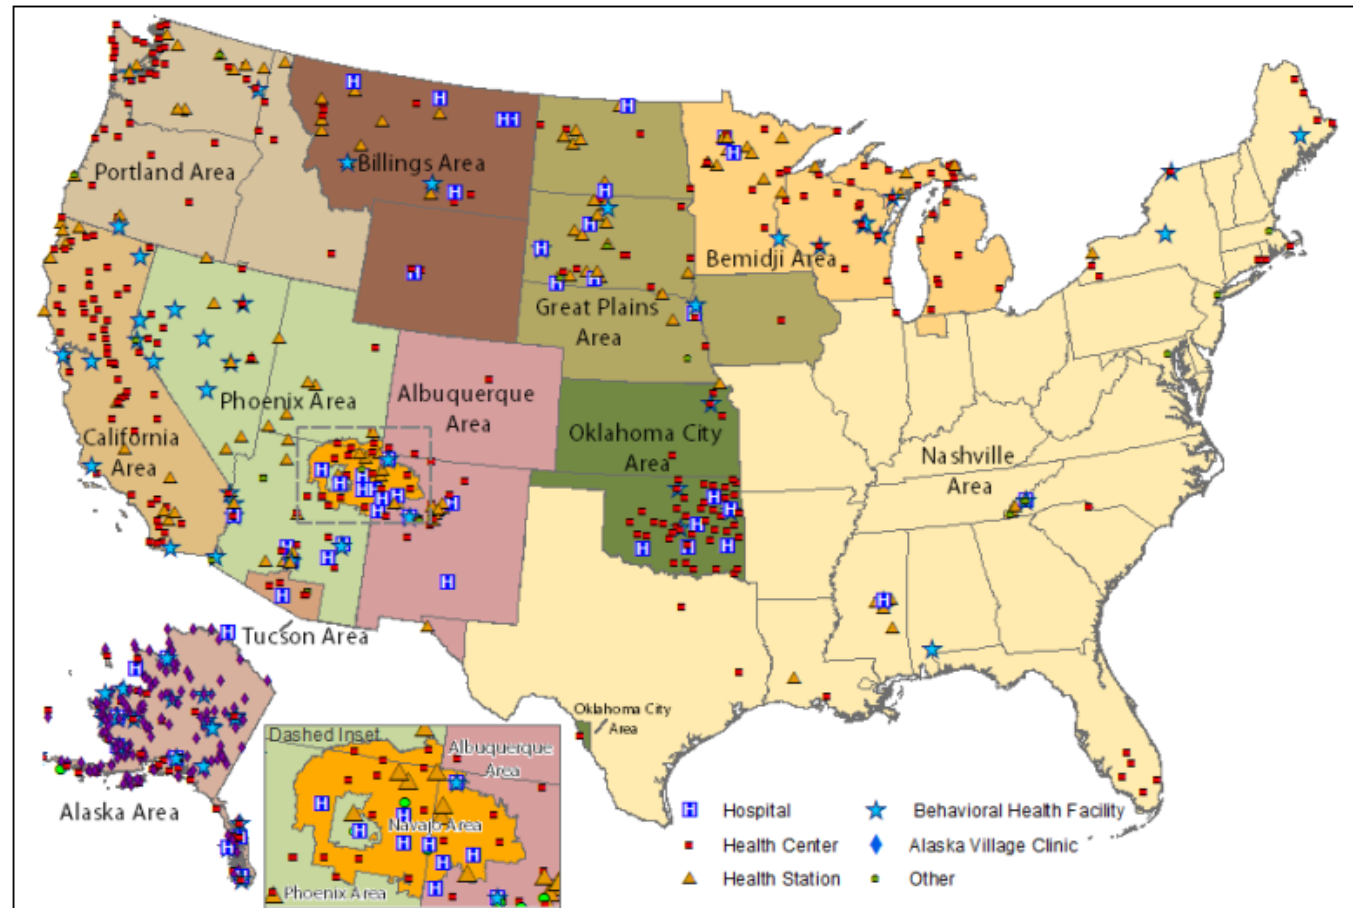 Portland Area
Billings Area
Bemidji Area
Great Plains
Area
Phoenix Area
Albuquerque
Area
California
Area
Oklahoma City
Area
Nashville
Area
Tucson Area
Oklahoma City
Area
Alaska Area
Dashed Inset
Albuquerque
Area
Navajo Area
Phoenix Area
H Hospital
Behavioral Health Facility
Health Center
Alaska Village Clinic
Health Station
Other